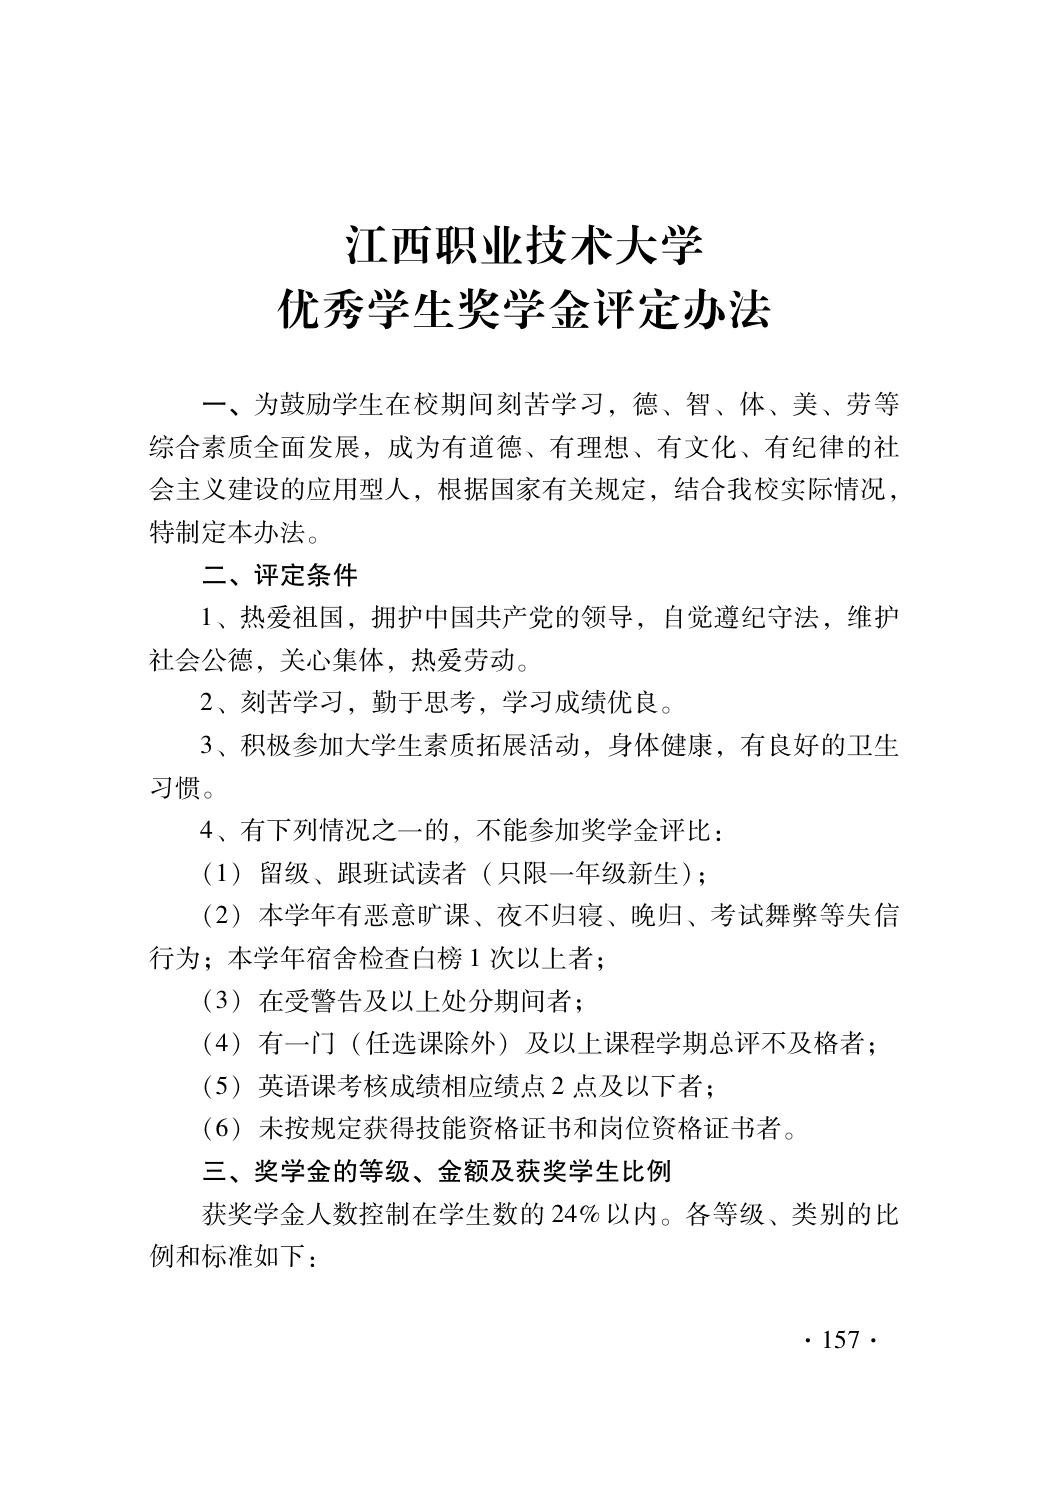 江西职业技术大学
优秀学生奖学金评定办法
一、为鼓励学生在校期间刻苦学习，德、智、体、美、劳等
综合素质全面发展，成为有道德、有理想、有文化、有纪律的社
会主义建设的应用型人，根据国家有关规定，结合我校实际情况，
特制定本办法。
二、评定条件
1、热爱祖国，拥护中国共产党的领导，自觉遵纪守法，维护
社会公德，关心集体，热爱劳动。
2、刻苦学习，勤于思考，学习成绩优良。
3、积极参加大学生素质拓展活动，身体健康，有良好的卫生
习惯。
4、有下列情况之一的，不能参加奖学金评比：
（1）留级、跟班试读者（只限一年级新生）；
（2）本学年有恶意旷课、夜不归寝、晚归、考试舞弊等失信
行为；本学年宿舍检查白榜 1 次以上者；
（3）在受警告及以上处分期间者；
（4）有一门（任选课除外）及以上课程学期总评不及格者；
（5）英语课考核成绩相应绩点 2 点及以下者；
（6）未按规定获得技能资格证书和岗位资格证书者。
三、奖学金的等级、金额及获奖学生比例
获奖学金人数控制在学生数的 24% 以内。各等级、类别的比
例和标准如下：
· 157 ·